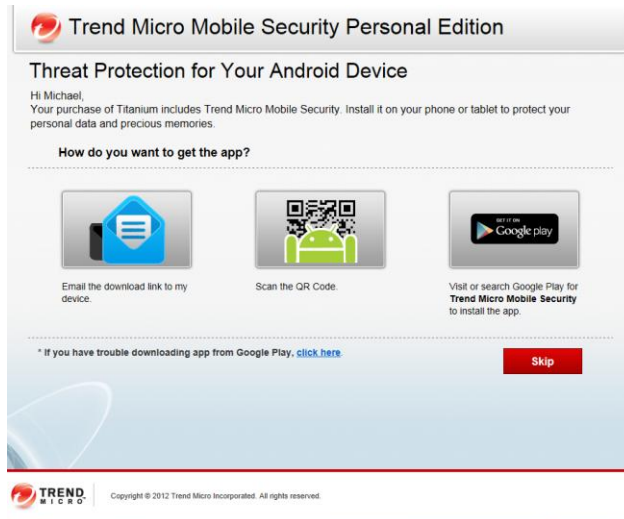 Trend Micro Mobile Security Personal Edition
Threat Protection for Your Android Device
Hi Michael,
Your purchase of Titanium includes Trend Micro Mobile Security. Install it on your phone or tablet to protect your
personal data and precious memories.
How do you want to get the app?
GET IT ON
Google play
Email the download link to my
device.
Scan the QR Code.
Visit or search Google Play for
Trend Micro Mobile Security
to install the app.
* If you have trouble downloading app from Google Play, click here.
Skip
TREND
MICRO
Copyright © 2012 Trend Micro Incorporated. All rights reserved.